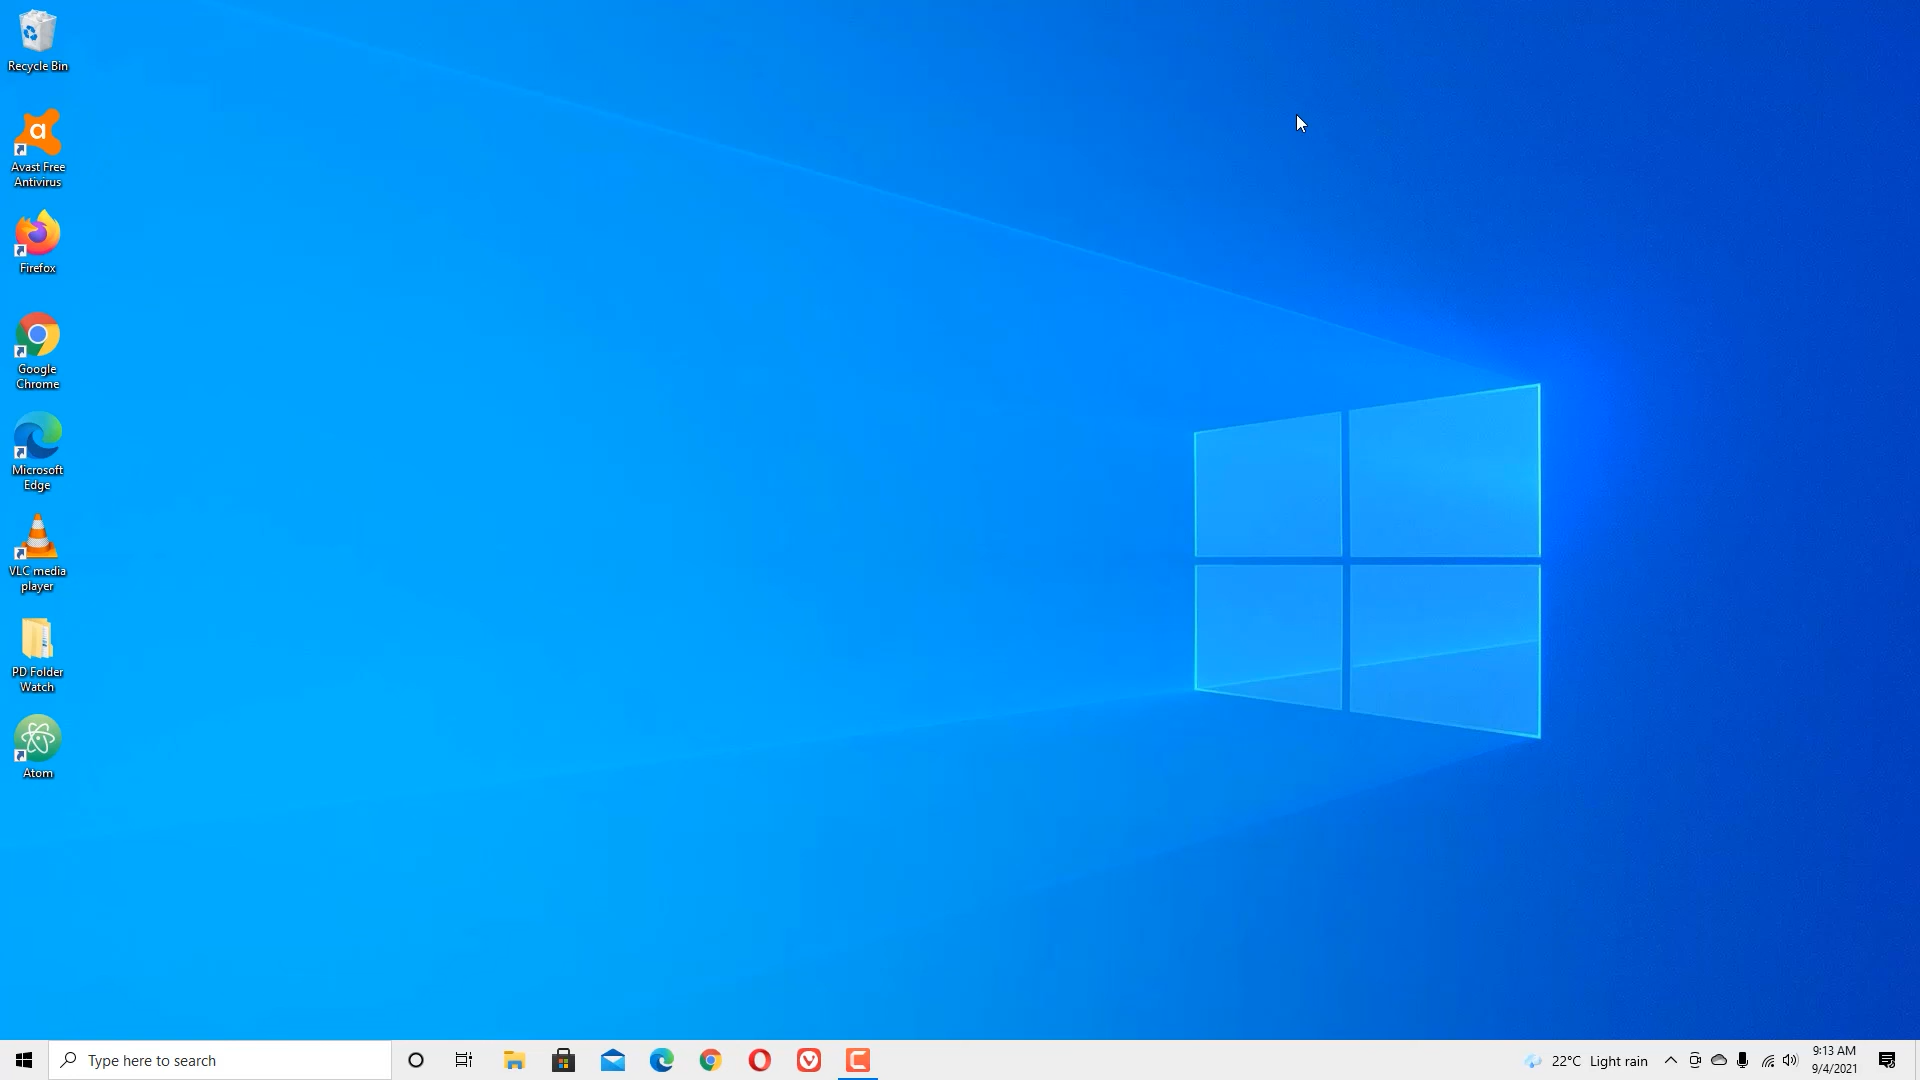 Recycle Bin
Avast Free
Antivirus
Firefox
Google
Chrome
Microsoft
Edge
VLC media
player
PD Folder
Watch
Atom
Type here to search
22°C Light rain
9:13 AM
9/4/2021